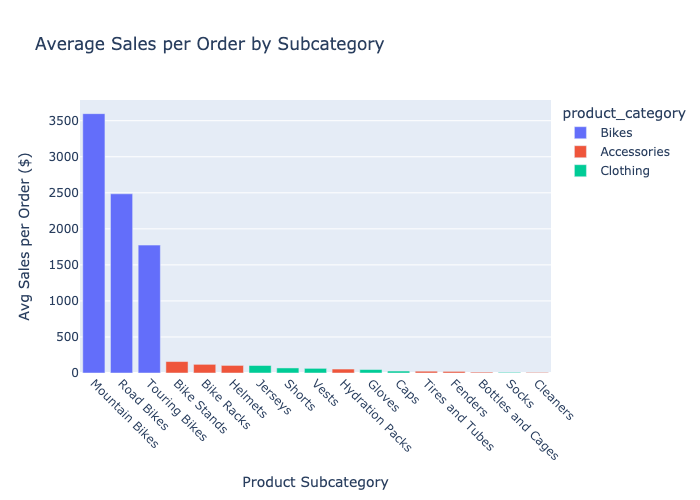 Average Sales per Order by Subcategory
product_category
Bikes
Accessories
Clothing
Avg Sales per Order ($)
3500
3000
2500
2000
1500
1000
500
0
Mountain Bikes
Road Bikes
Touring Bikes
Bike Stands
Bike Racks
Helmets
Jerseys
Shorts
Vests
Hydration Packs
Gloves
Caps
Tires and Tubes
Fenders
Bottles and Cages
Socks
Cleaners
Product Subcategory